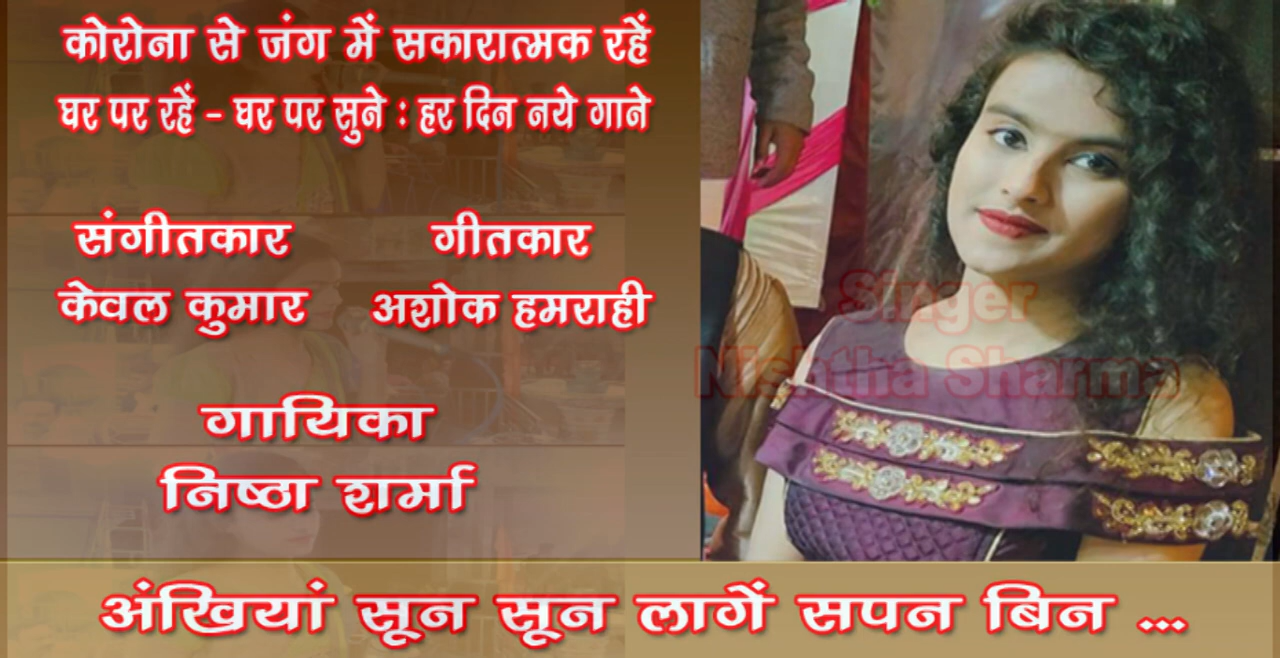 कोरोना से जंग में सकारात्मक रहें
घर पर रहें - घर पर सुने : हर दिन नये गाने
संगीतकार
केवल कुमार
गीतकार
अशोक हमराही
गायिका
निष्ठा शर्मा
Singer
Nishtha Sharma
अंखियां सून सून लागें सपन बिन ...